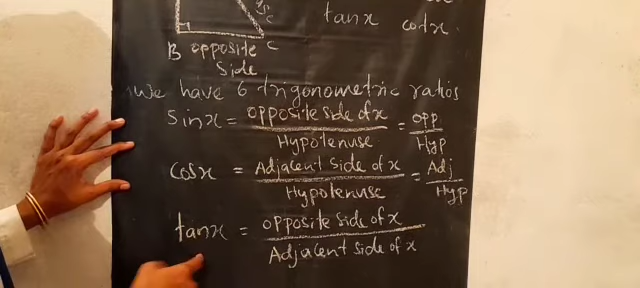 tanx cotx
B opposite C
Side
We have 6 trigonometric ratios
Sinx = opposite side of x / Hypotenuse = opp / Hyp
cosx = Adjacent side of x / Hypotenuse = Adj / Hyp
tanx = opposite side of x / Adjacent side of x